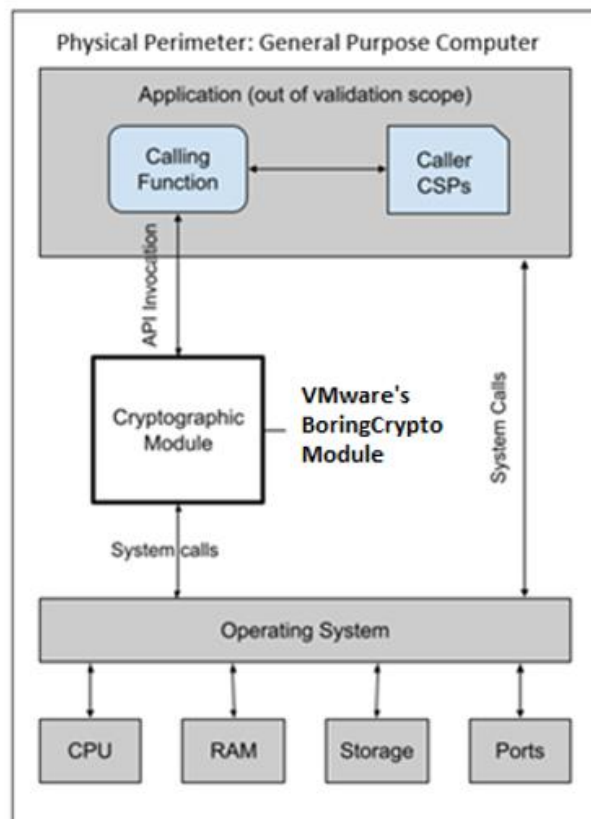 Physical Perimeter: General Purpose Computer
Application (out of validation scope)
Calling
Function
Caller
CSPs
API Invocation
Cryptographic
Module
VMware's
BoringCrypto
Module
System Calls
System calls
Operating System
CPU
RAM
Storage
Ports